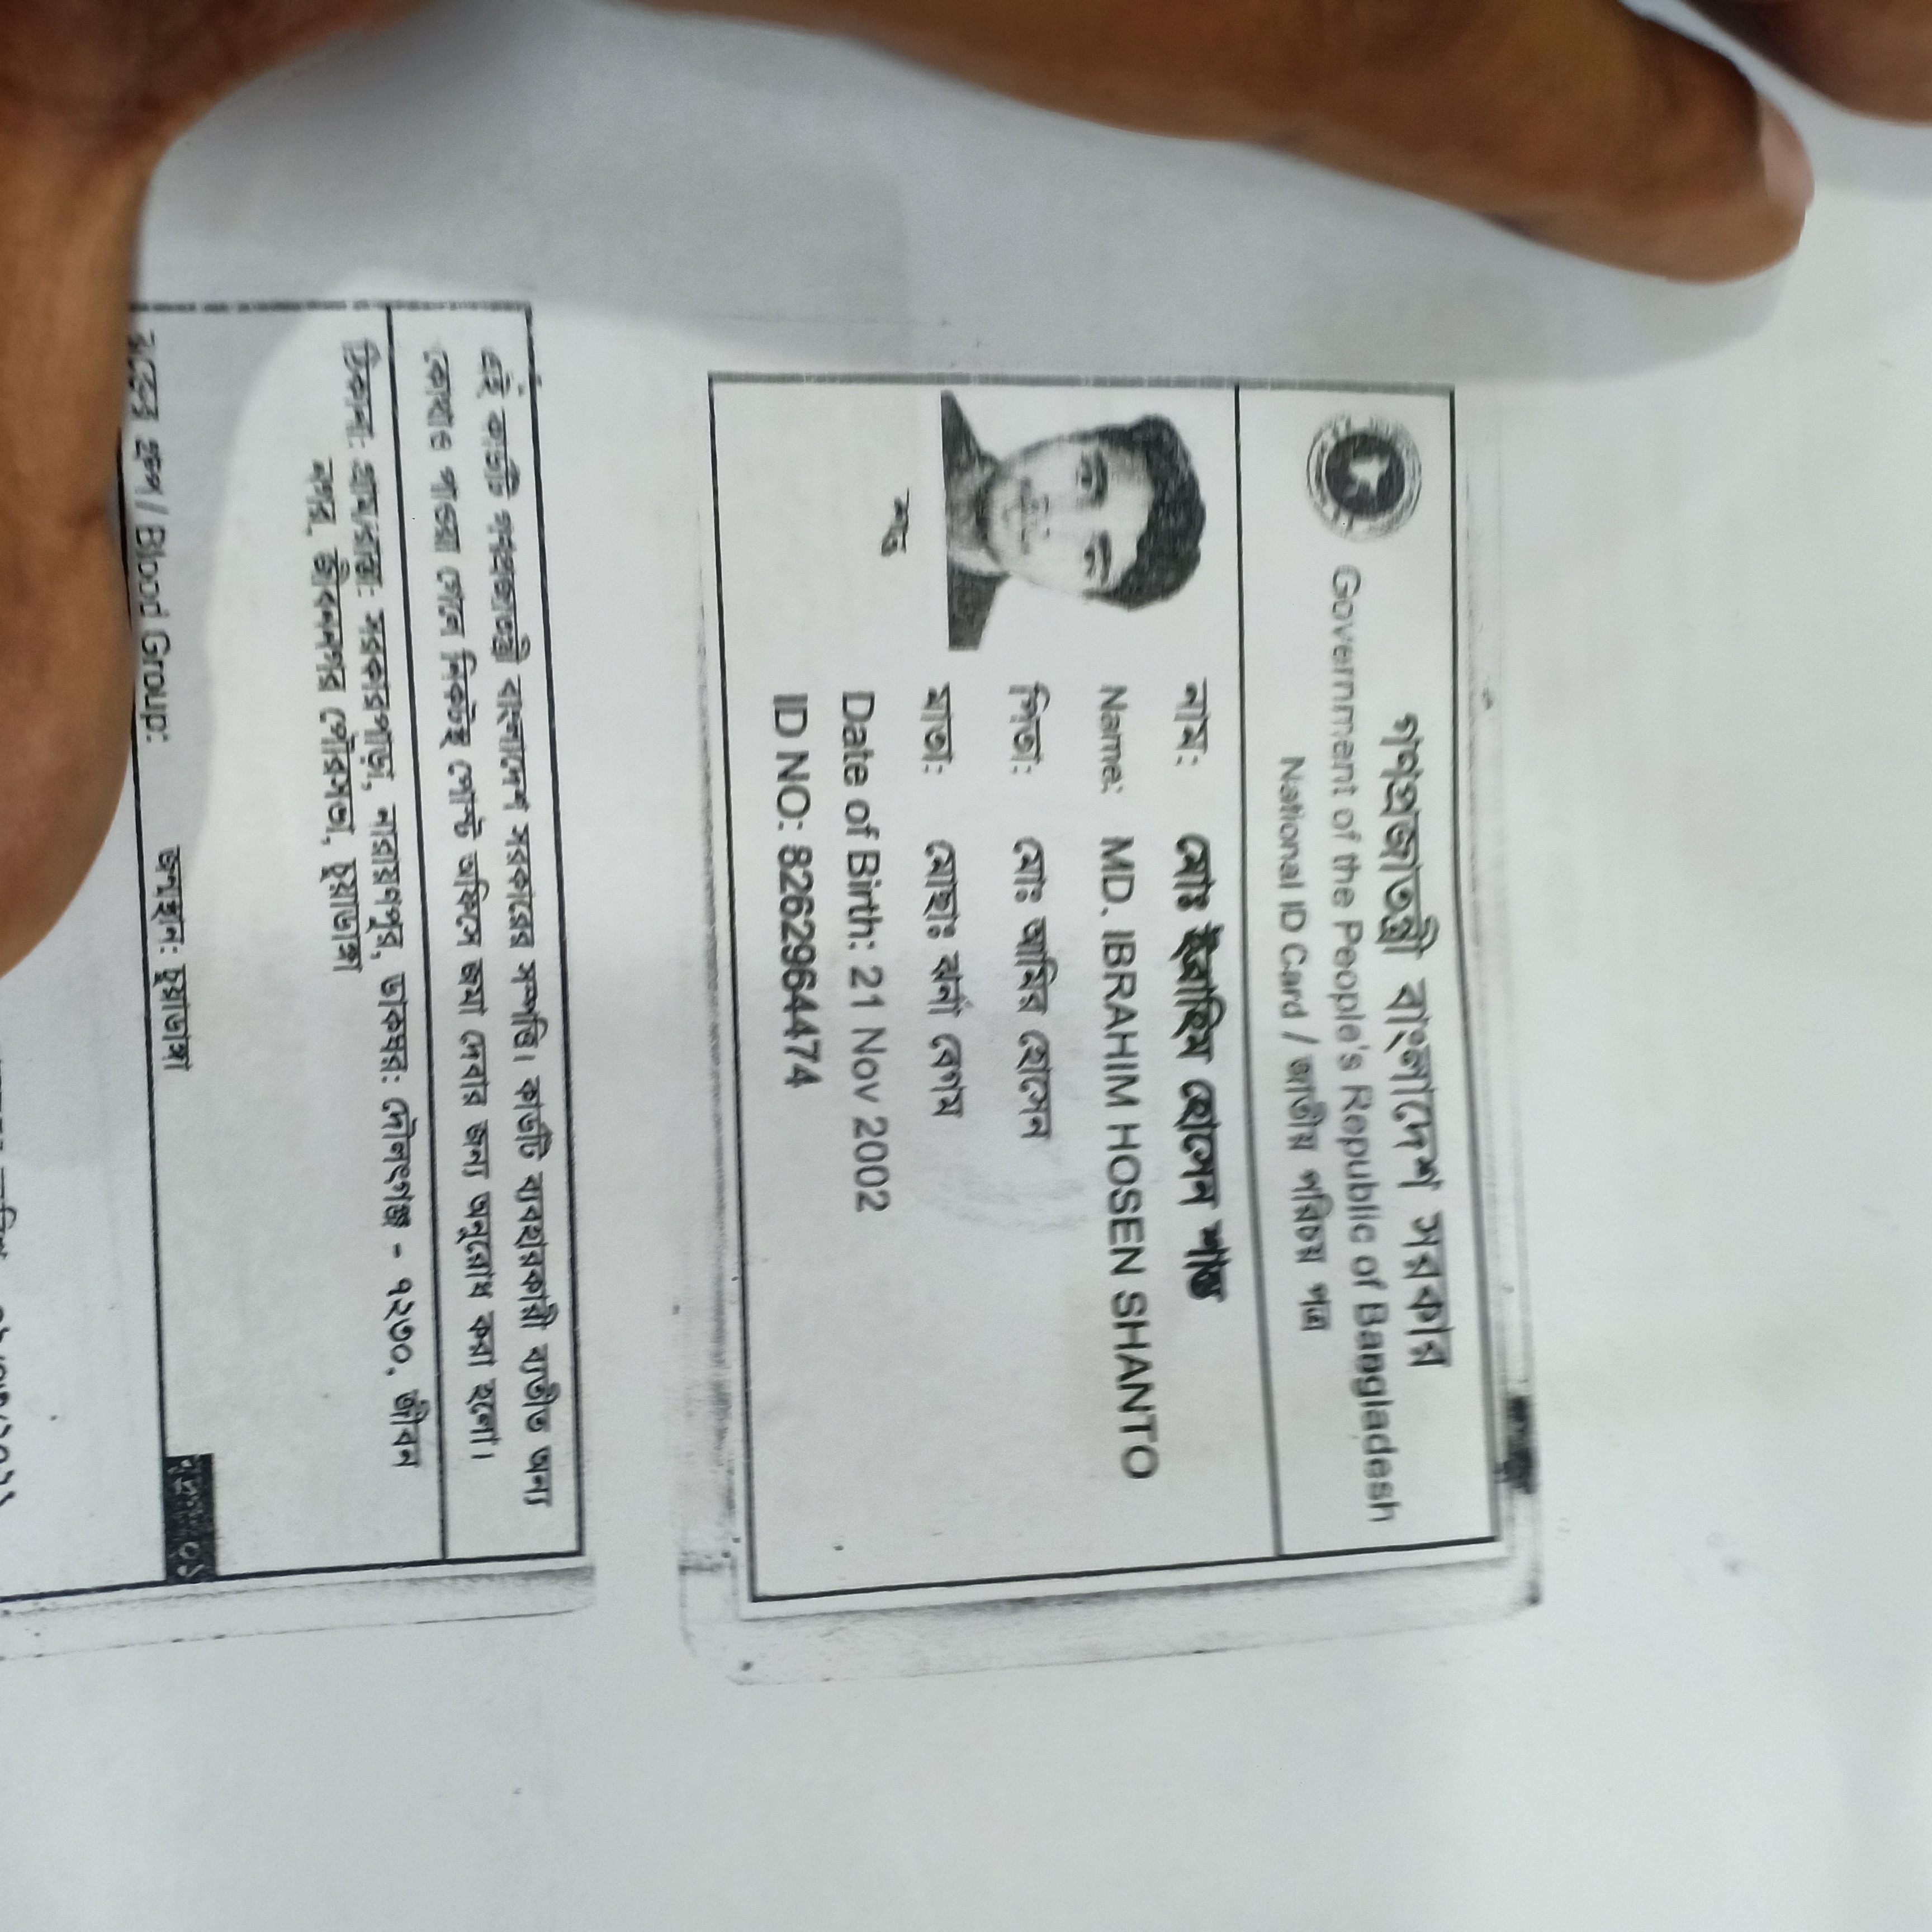 গণপ্রজাতন্ত্রী বাংলাদেশ সরকার
Government of the People's Republic of Bangladesh
National ID Card / জাতীয় পরিচয় পত্র
নাম: মোঃ ইব্রাহিম হোসেন শান্ত
Name: MD. IBRAHIM HOSEN SHANTO
পিতা: মোঃ আমির হোসেন
মাতা: মোছাঃ ঝর্না বেগম
শান্ত
Date of Birth: 21 Nov 2002
ID NO: 8262964474
এই কার্ডটি গণপ্রজাতন্ত্রী বাংলাদেশ সরকারের সম্পত্তি। কার্ডটি ব্যবহারকারী ব্যতীত অন্য
কোথাও পাওয়া গেলে নিকটস্থ পোস্ট অফিসে জমা দেবার জন্য অনুরোধ করা হলো।
ঠিকানা: গ্রাম/রাস্তা: সরকারপাড়া, নারায়ণপুর, ডাকঘর: দৌলৎগঞ্জ - ৭২৩০, জীবন
নগর, জীবননগর পৌরসভা, চুয়াডাঙ্গা
রক্তের গ্রুপ / Blood Group: জন্মস্থান: চুয়াডাঙ্গা